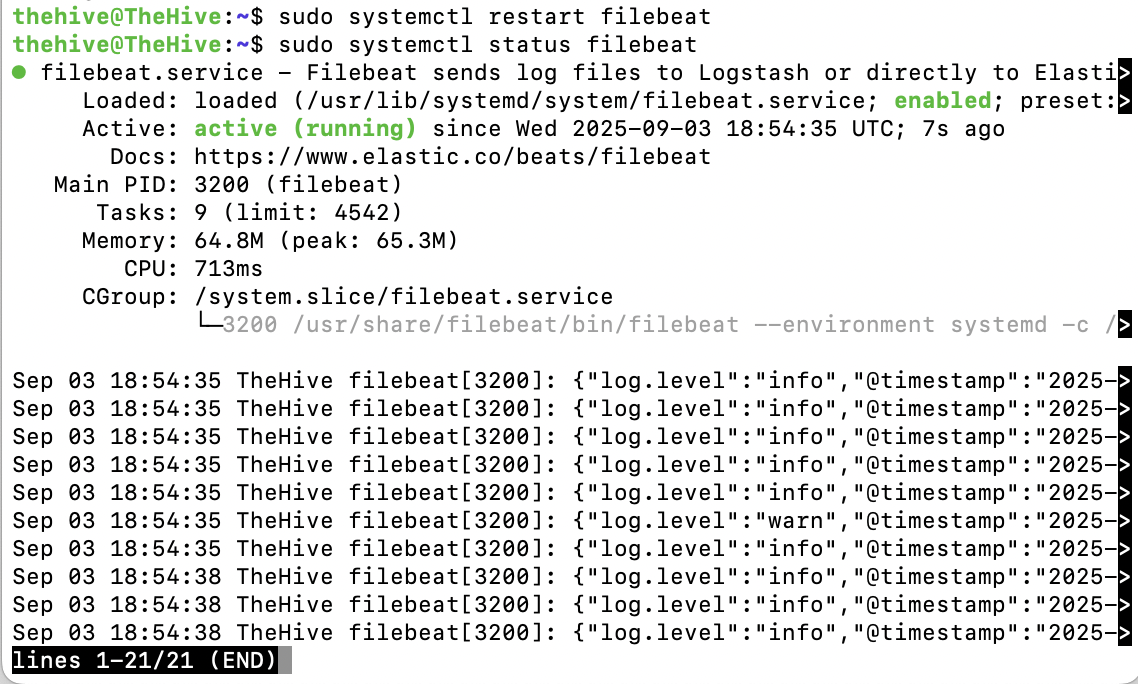 thehive@TheHive:~$ sudo systemctl restart filebeat
thehive@TheHive:~$ sudo systemctl status filebeat
● filebeat.service – Filebeat sends log files to Logstash or directly to Elasti>
Loaded: loaded (/usr/lib/systemd/system/filebeat.service; enabled; preset:>
Active: active (running) since Wed 2025-09-03 18:54:35 UTC; 7s ago
Docs: https://www.elastic.co/beats/filebeat
Main PID: 3200 (filebeat)
Tasks: 9 (limit: 4542)
Memory: 64.8M (peak: 65.3M)
CPU: 713ms
CGroup: /system.slice/filebeat.service
└─3200 /usr/share/filebeat/bin/filebeat --environment systemd -c />
Sep 03 18:54:35 TheHive filebeat[3200]: {"log.level":"info","@timestamp":"2025->
Sep 03 18:54:35 TheHive filebeat[3200]: {"log.level":"info","@timestamp":"2025->
Sep 03 18:54:35 TheHive filebeat[3200]: {"log.level":"info","@timestamp":"2025->
Sep 03 18:54:35 TheHive filebeat[3200]: {"log.level":"info","@timestamp":"2025->
Sep 03 18:54:35 TheHive filebeat[3200]: {"log.level":"info","@timestamp":"2025->
Sep 03 18:54:35 TheHive filebeat[3200]: {"log.level":"warn","@timestamp":"2025->
Sep 03 18:54:35 TheHive filebeat[3200]: {"log.level":"info","@timestamp":"2025->
Sep 03 18:54:38 TheHive filebeat[3200]: {"log.level":"info","@timestamp":"2025->
Sep 03 18:54:38 TheHive filebeat[3200]: {"log.level":"info","@timestamp":"2025->
Sep 03 18:54:38 TheHive filebeat[3200]: {"log.level":"info","@timestamp":"2025->
lines 1-21/21 (END)